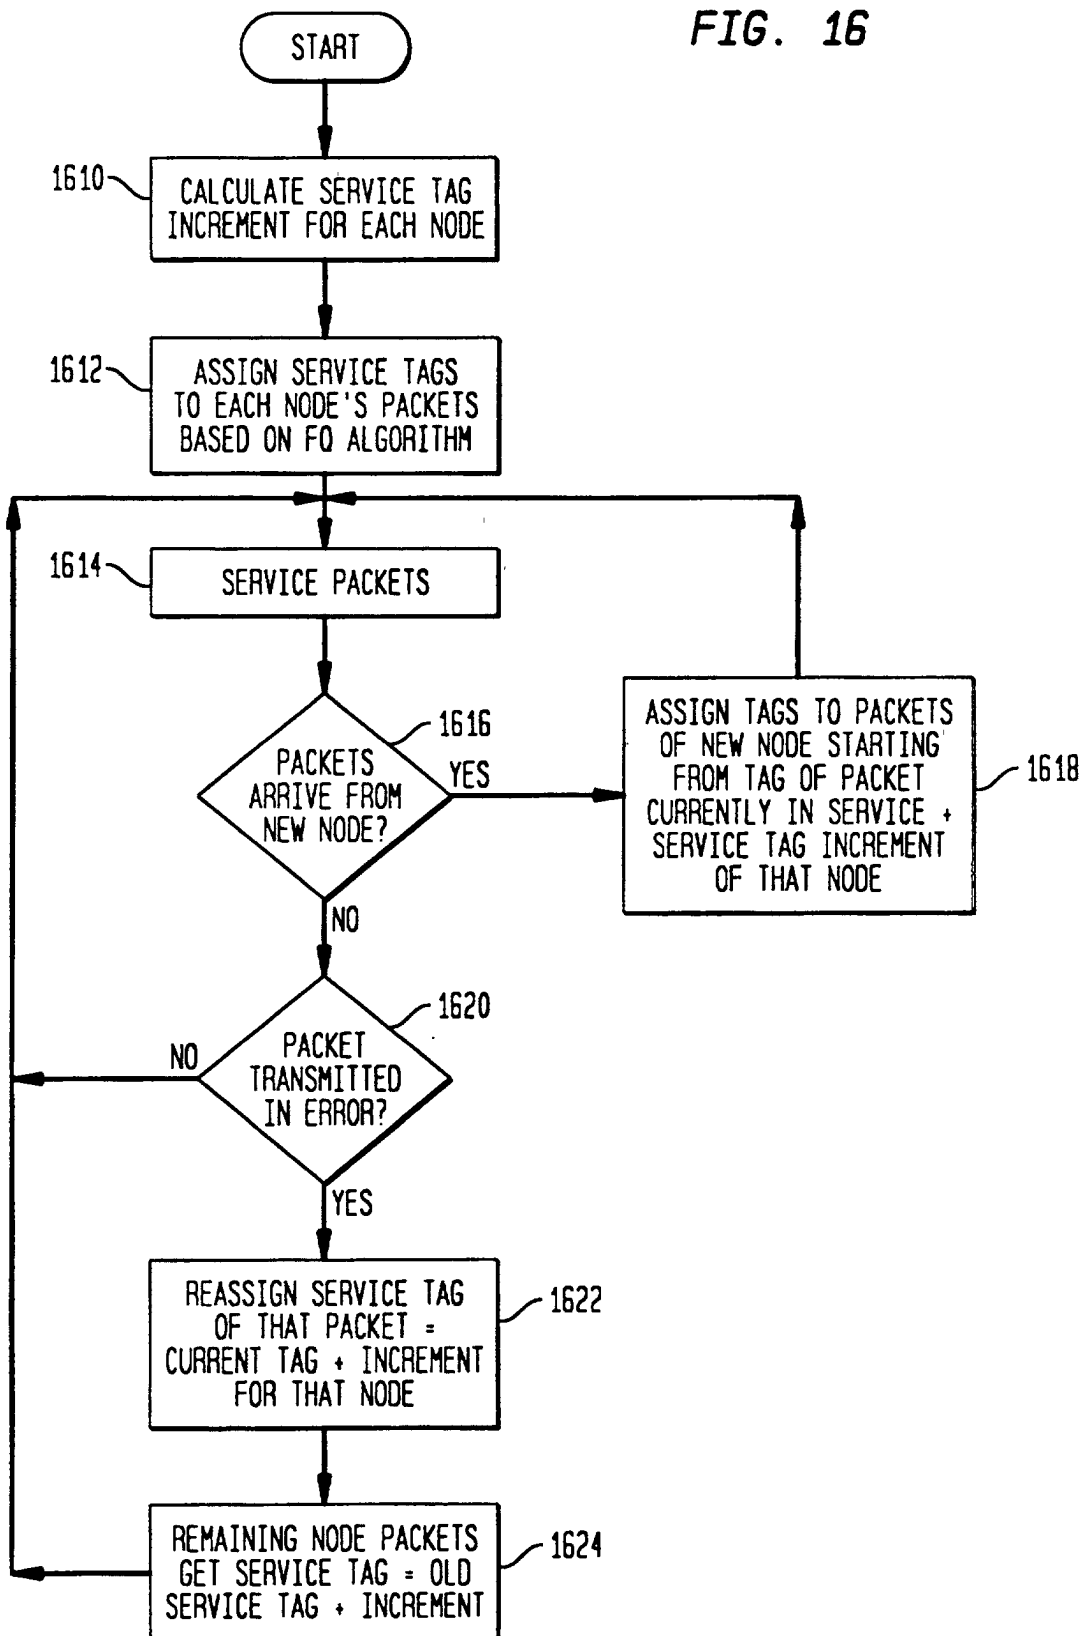 FIG. 16
START
1610
CALCULATE SERVICE TAG
INCREMENT FOR EACH NODE
1612
ASSIGN SERVICE TAGS
TO EACH NODE'S PACKETS
BASED ON FQ ALGORITHM
1614
SERVICE PACKETS
1616
PACKETS
ARRIVE FROM
NEW NODE?
YES
ASSIGN TAGS TO PACKETS
OF NEW NODE STARTING
FROM TAG OF PACKET
CURRENTLY IN SERVICE +
SERVICE TAG INCREMENT
OF THAT NODE
1618
NO
1620
PACKET
TRANSMITTED
IN ERROR?
NO
YES
REASSIGN SERVICE TAG
OF THAT PACKET =
CURRENT TAG + INCREMENT
FOR THAT NODE
1622
REMAINING NODE PACKETS
GET SERVICE TAG = OLD
SERVICE TAG + INCREMENT
1624